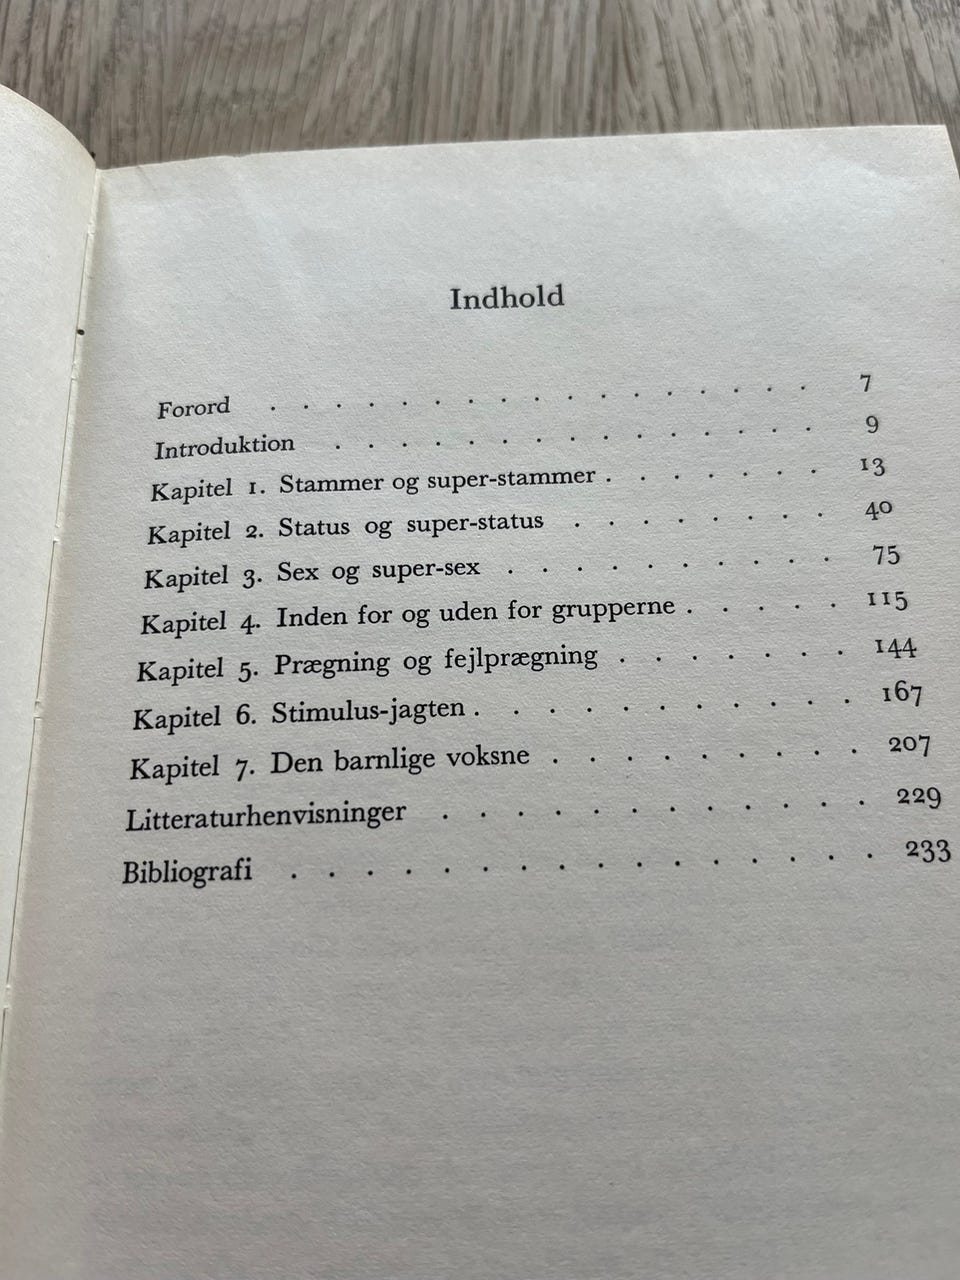 Indhold
Forord . . . . . . . . . . . . . . . . . 7
Introduktion . . . . . . . . . . . . . . . 9
Kapitel 1. Stammer og super-stammer . . . . . . . 13
Kapitel 2. Status og super-status . . . . . . . . 40
Kapitel 3. Sex og super-sex . . . . . . . . . . 75
Kapitel 4. Inden for og uden for grupperne . . . . . 115
Kapitel 5. Prægning og fejlprægning . . . . . . . 144
Kapitel 6. Stimulus-jagten . . . . . . . . . . . 167
Kapitel 7. Den barnlige voksne . . . . . . . . . 207
Litteraturhenvisninger . . . . . . . . . . . . 229
Bibliografi . . . . . . . . . . . . . . . . 233